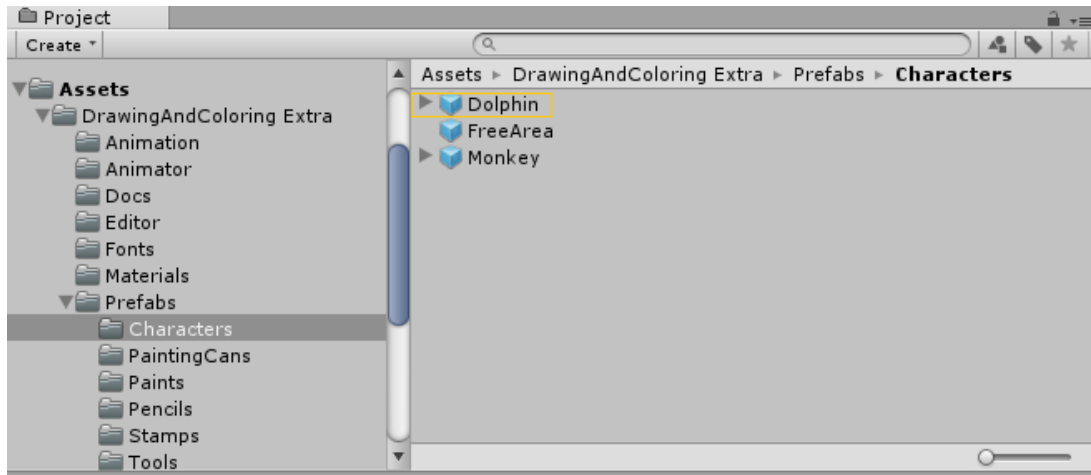 Project
Create
Assets
DrawingAndColoring Extra
Animation
Animator
Docs
Editor
Fonts
Materials
Prefabs
Characters
PaintingCans
Paints
Pencils
Stamps
Tools
Assets ▸ DrawingAndColoring Extra ▸ Prefabs ▸ Characters
Dolphin
FreeArea
Monkey